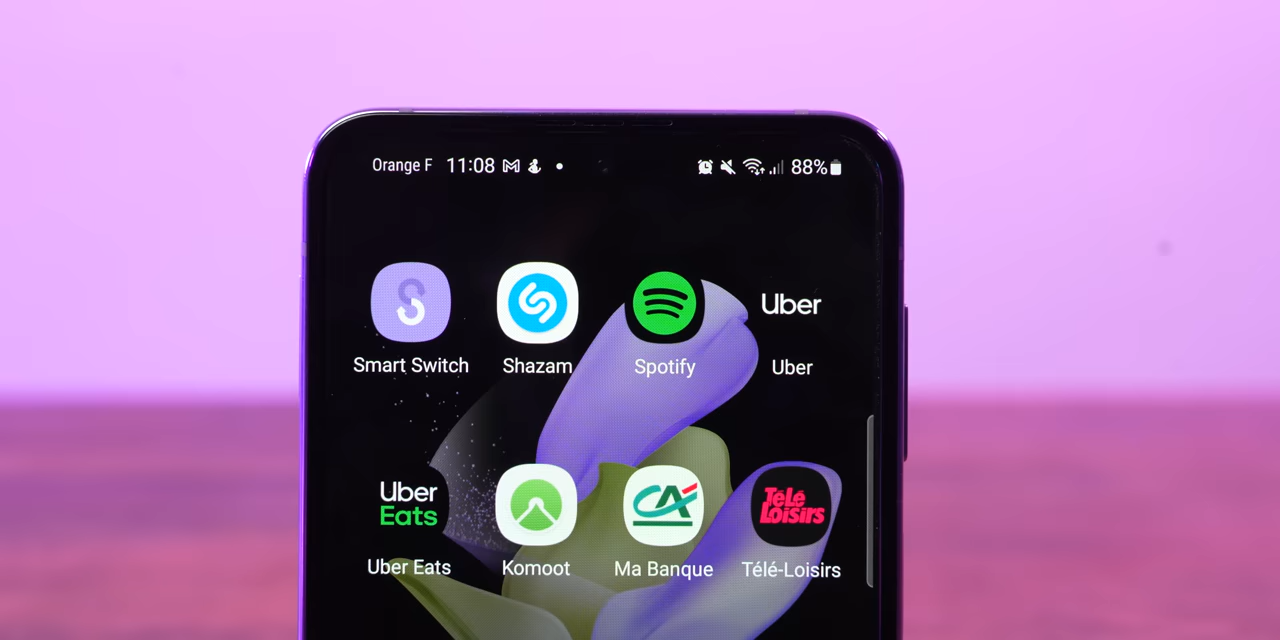 Orange F 11:08 88%
Uber
Smart Switch Shazam Spotify Uber
Uber
Eats
CA
TéLé
LOiSiRS
Uber Eats Komoot Ma Banque Télé-Loisirs